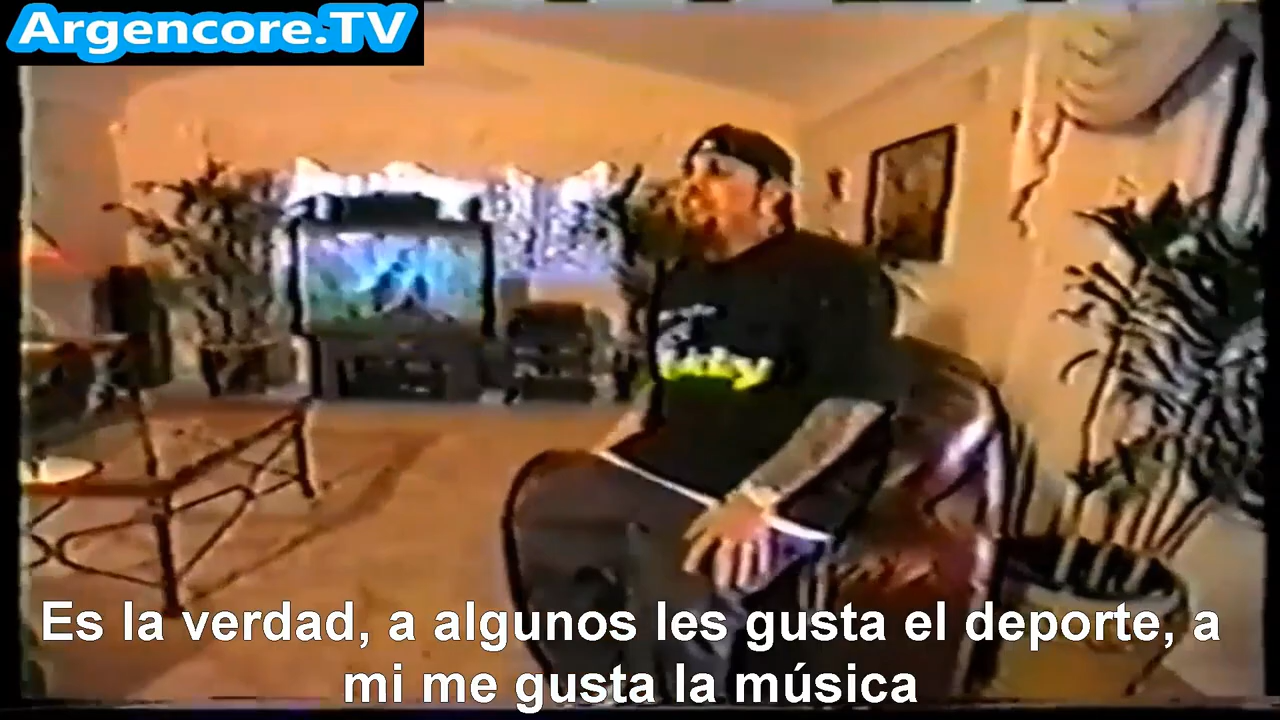 Argencore.TV
Es la verdad, a algunos les gusta el deporte, a
mi me gusta la música